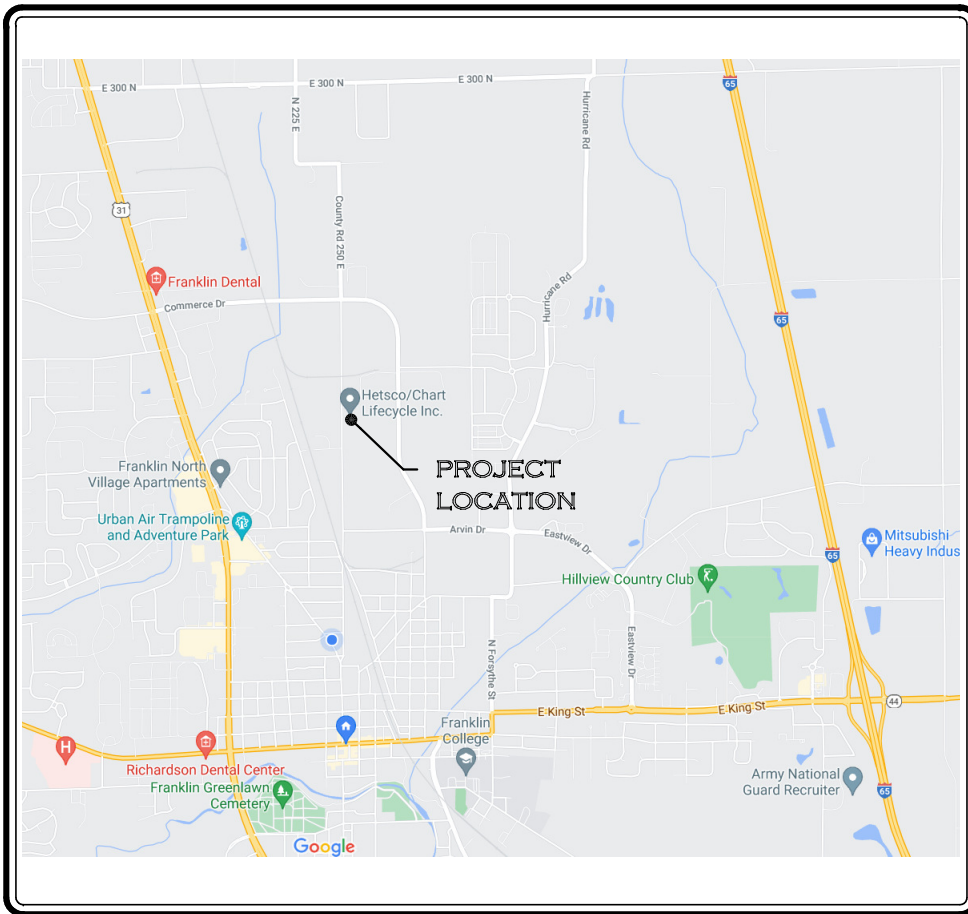 E 300 N
E 300 N
65
N 225 E
Hurricane Rd
County Rd 250 E
31
Franklin Dental
Commerce Dr
Hurricane Rd
65
Hetsco/Chart
Lifecycle Inc.
PROJECT
LOCATION
Franklin North
Village Apartments
Urban Air Trampoline
and Adventure Park
Arvin Dr
Eastview Dr
Mitsubishi
Heavy Indus
65
Hillview Country Club
Eastview Dr
N Forsythe St
44
E King St
E King St
Franklin
College
H
Richardson Dental Center
Franklin Greenlawn
Cemetery
Army National
Guard Recruiter
65
Google